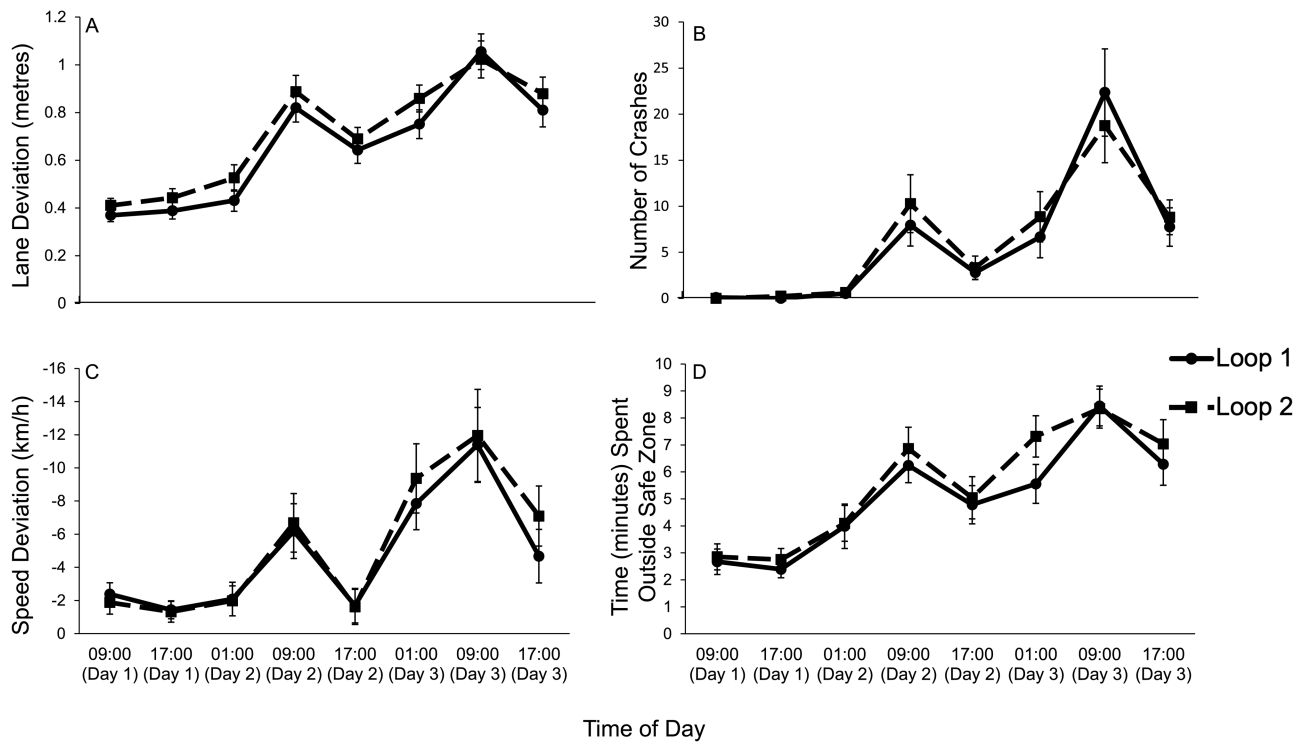 A
Lane Deviation (metres)
1.2
1
0.8
0.6
0.4
0.2
0
B
Number of Crashes
30
25
20
15
10
5
0
C
Speed Deviation (km/h)
-16
-14
-12
-10
-8
-6
-4
-2
0
09:00 17:00 01:00 09:00 17:00 01:00 09:00 17:00
(Day 1) (Day 1) (Day 2) (Day 2) (Day 2) (Day 3) (Day 3) (Day 3)
D
Time (minutes) Spent
Outside Safe Zone
10
9
8
7
6
5
4
3
2
1
0
09:00 17:00 01:00 09:00 17:00 01:00 09:00 17:00
(Day 1) (Day 1) (Day 2) (Day 2) (Day 2) (Day 3) (Day 3) (Day 3)
Loop 1
Loop 2
Time of Day